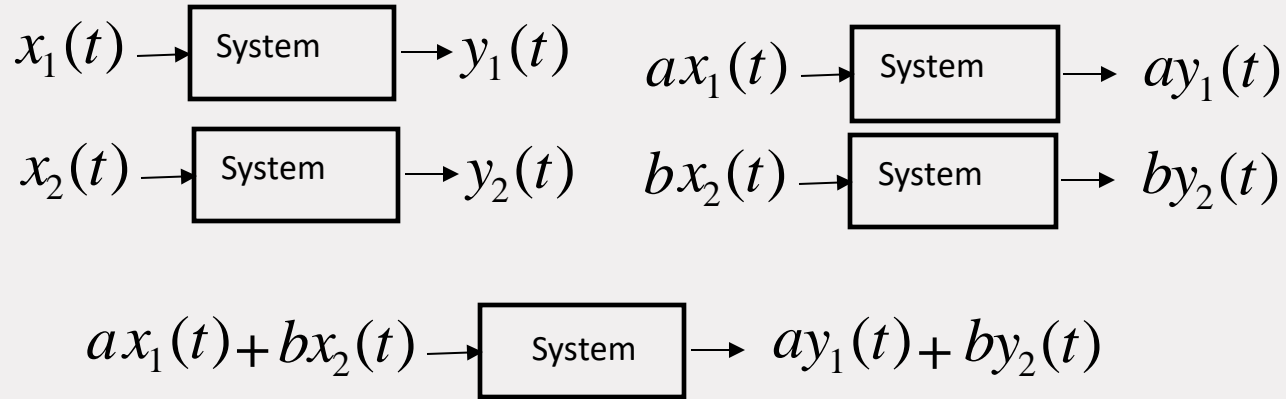 x₁(t) → System → y₁(t)
ax₁(t) → System → ay₁(t)
x₂(t) → System → y₂(t)
bx₂(t) → System → by₂(t)
ax₁(t) + bx₂(t) → System → ay₁(t) + by₂(t)